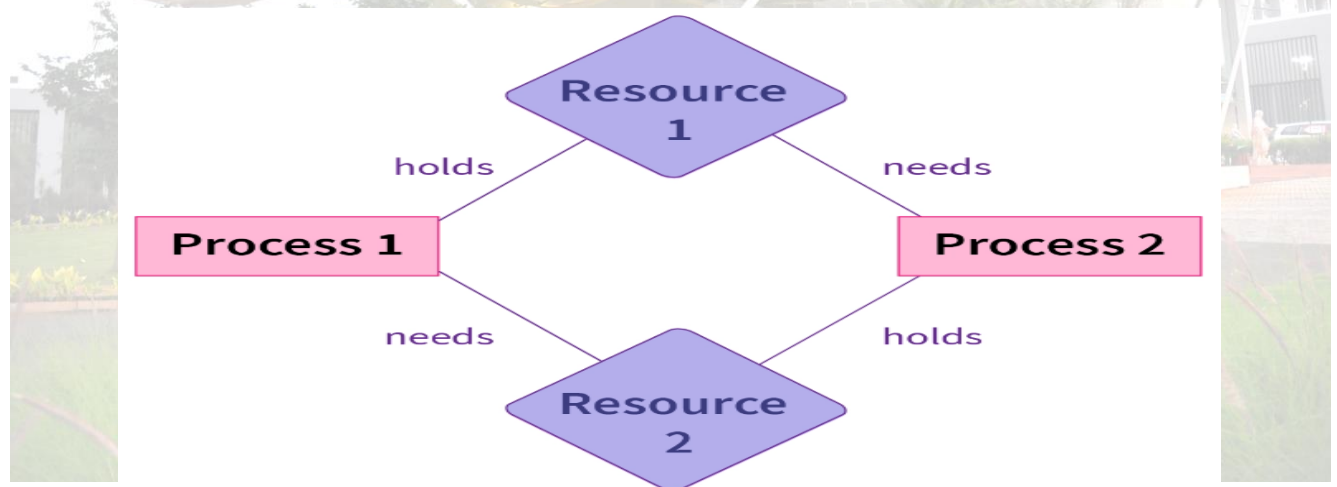 Resource
1
holds
needs
Process 1
Process 2
needs
holds
Resource
2